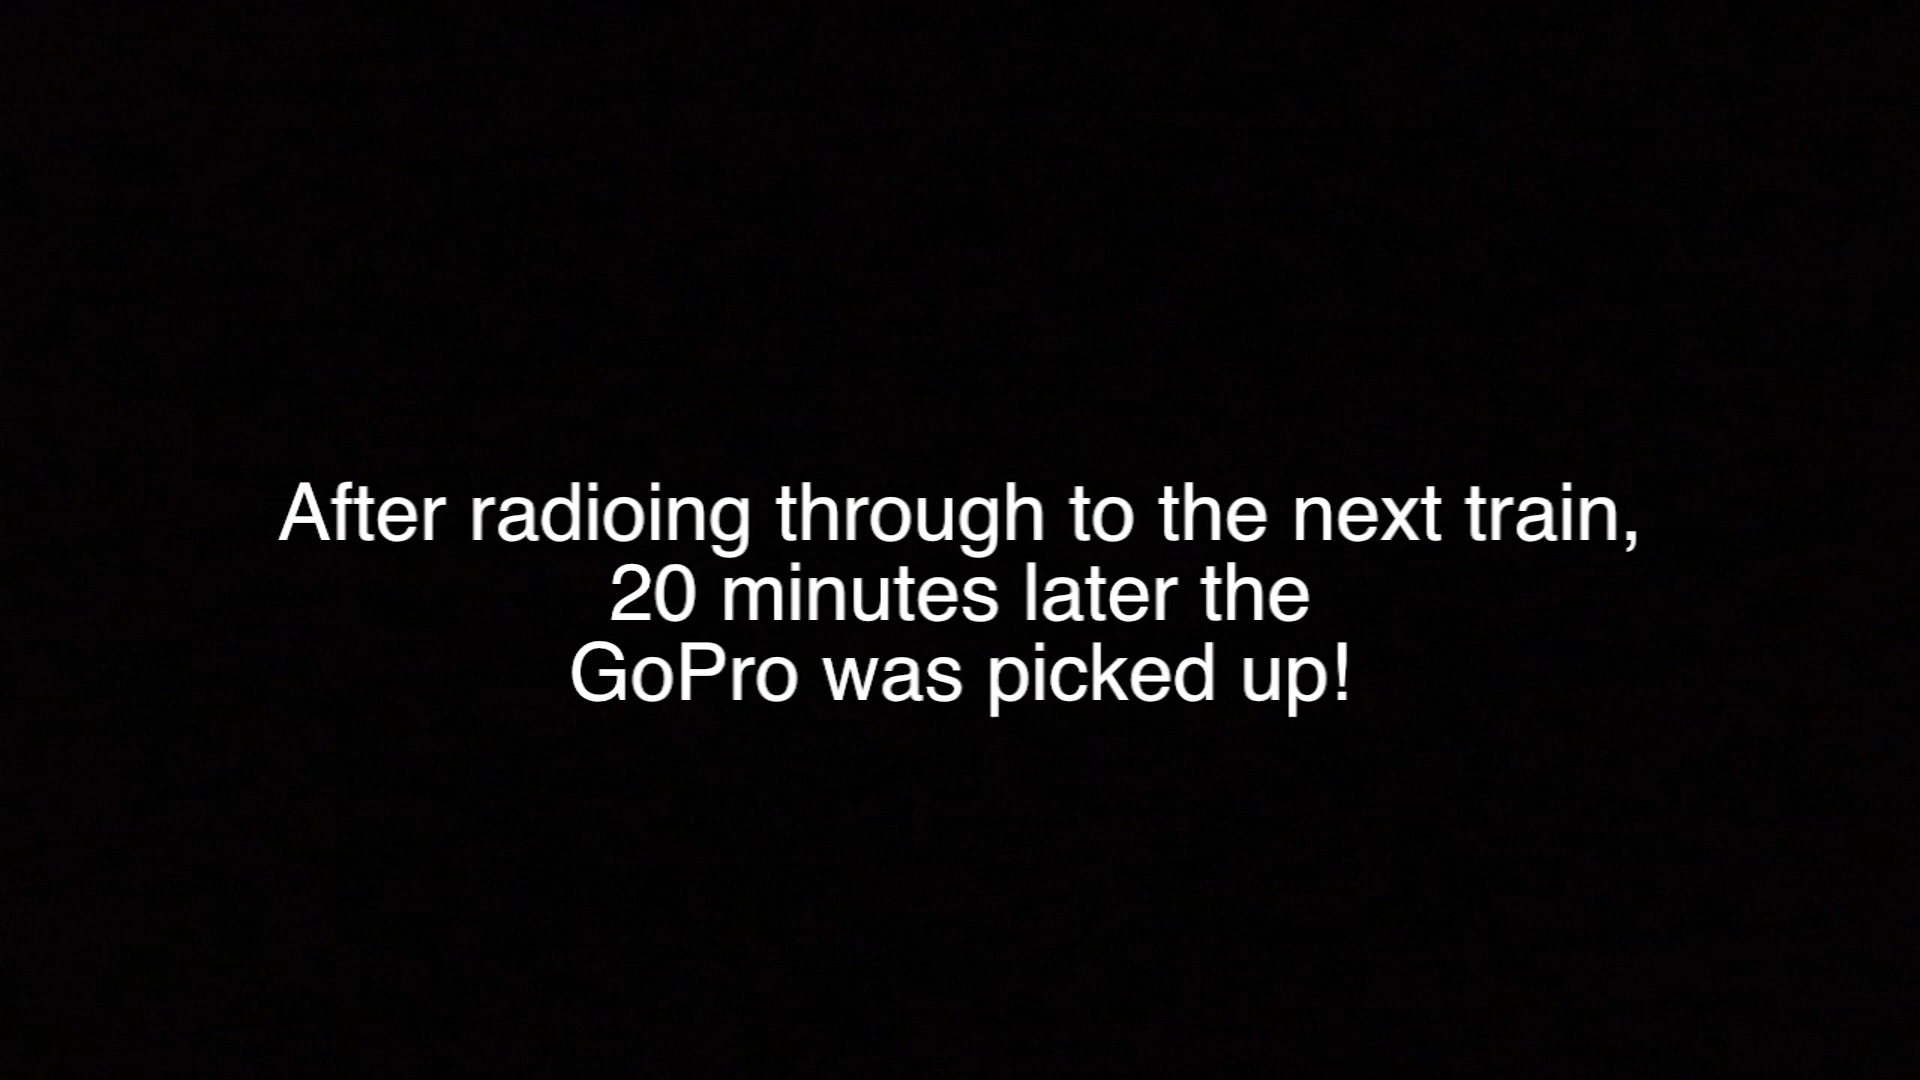 After radioing through to the next train,
20 minutes later the
GoPro was picked up!